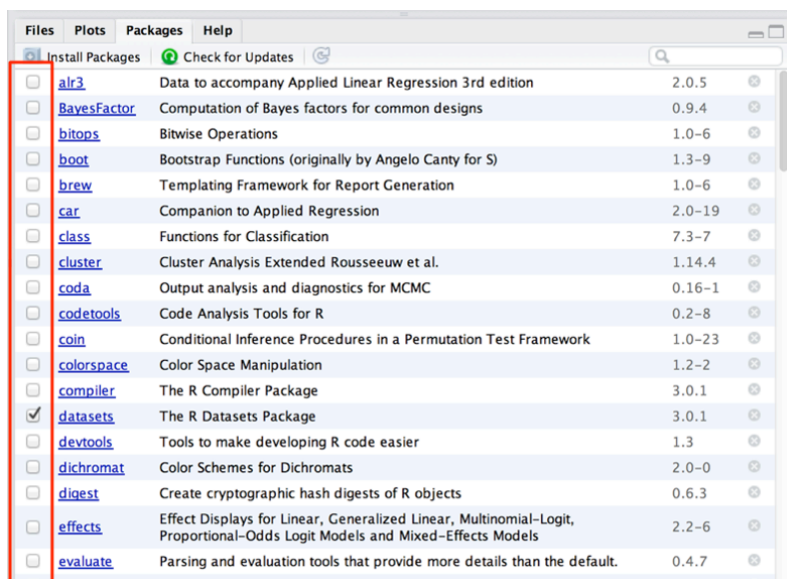 Files Plots Packages Help
Install Packages Check for Updates
alr3 Data to accompany Applied Linear Regression 3rd edition 2.0.5
BayesFactor Computation of Bayes factors for common designs 0.9.4
bitops Bitwise Operations 1.0-6
boot Bootstrap Functions (originally by Angelo Canty for S) 1.3-9
brew Templating Framework for Report Generation 1.0-6
car Companion to Applied Regression 2.0-19
class Functions for Classification 7.3-7
cluster Cluster Analysis Extended Rousseeuw et al. 1.14.4
coda Output analysis and diagnostics for MCMC 0.16-1
codetools Code Analysis Tools for R 0.2-8
coin Conditional Inference Procedures in a Permutation Test Framework 1.0-23
colorspace Color Space Manipulation 1.2-2
compiler The R Compiler Package 3.0.1
datasets The R Datasets Package 3.0.1
devtools Tools to make developing R code easier 1.3
dichromat Color Schemes for Dichromats 2.0-0
digest Create cryptographic hash digests of R objects 0.6.3
effects Effect Displays for Linear, Generalized Linear, Multinomial-Logit, 2.2-6
Proportional-Odds Logit Models and Mixed-Effects Models
evaluate Parsing and evaluation tools that provide more details than the default. 0.4.7